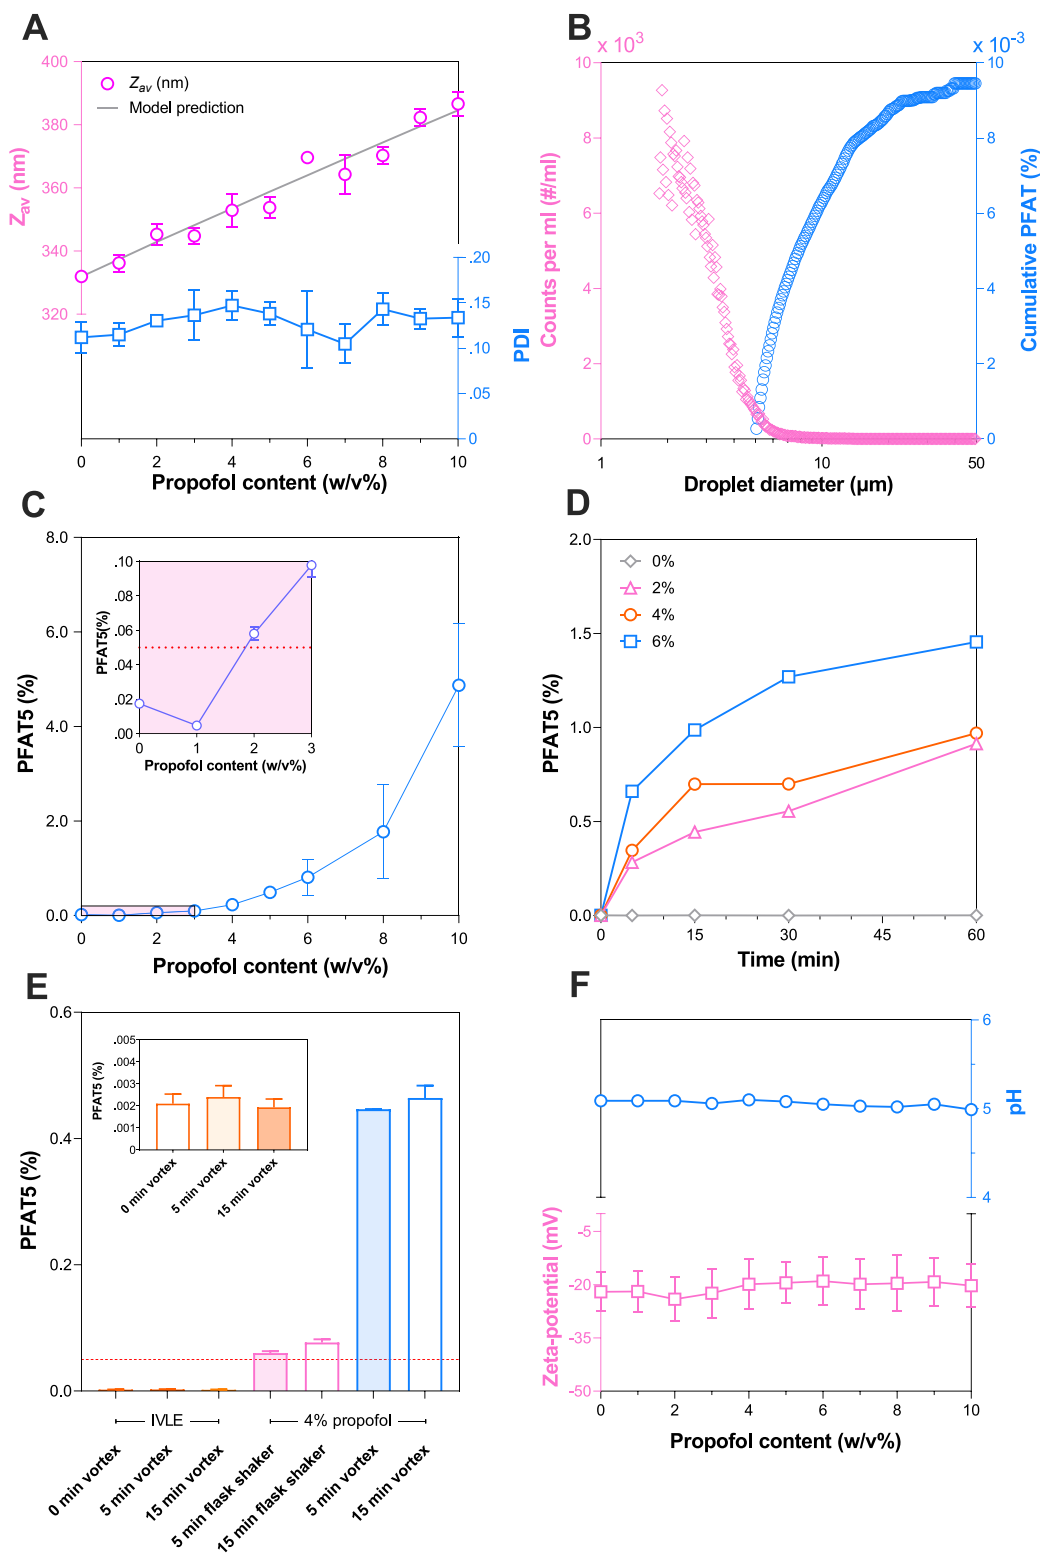 A
400
380
360
340
320
Zav (nm)
Zav (nm)
Model prediction
.20
.15
.10
.05
0
PDI
0 2 4 6 8 10
Propofol content (w/v%)
B
x 10³
x 10⁻³
10
8
6
4
2
0
Counts per ml (#/ml)
10
8
6
4
2
0
Cumulative PFAT (%)
1 10 50
Droplet diameter (µm)
C
8.0
6.0
4.0
2.0
0.0
PFAT5 (%)
.10
.08
.06
.04
.02
.00
PFAT5(%)
0 1 2 3
Propofol content (w/v%)
0 2 4 6 8 10
Propofol content (w/v%)
D
2.0
1.5
1.0
0.5
0.0
PFAT5 (%)
0%
2%
4%
6%
0 15 30 45 60
Time (min)
E
0.6
0.4
0.2
0.0
PFAT5 (%)
.005
.004
.003
.002
.001
0
PFAT5 (%)
0 min vortex
5 min vortex
15 min vortex
IVLE
4% propofol
0 min vortex
5 min vortex
15 min vortex
5 min flask shaker
15 min flask shaker
5 min vortex
15 min vortex
F
6
5
4
pH
-5
-20
-35
-50
Zeta-potential (mV)
0 2 4 6 8 10
Propofol content (w/v%)